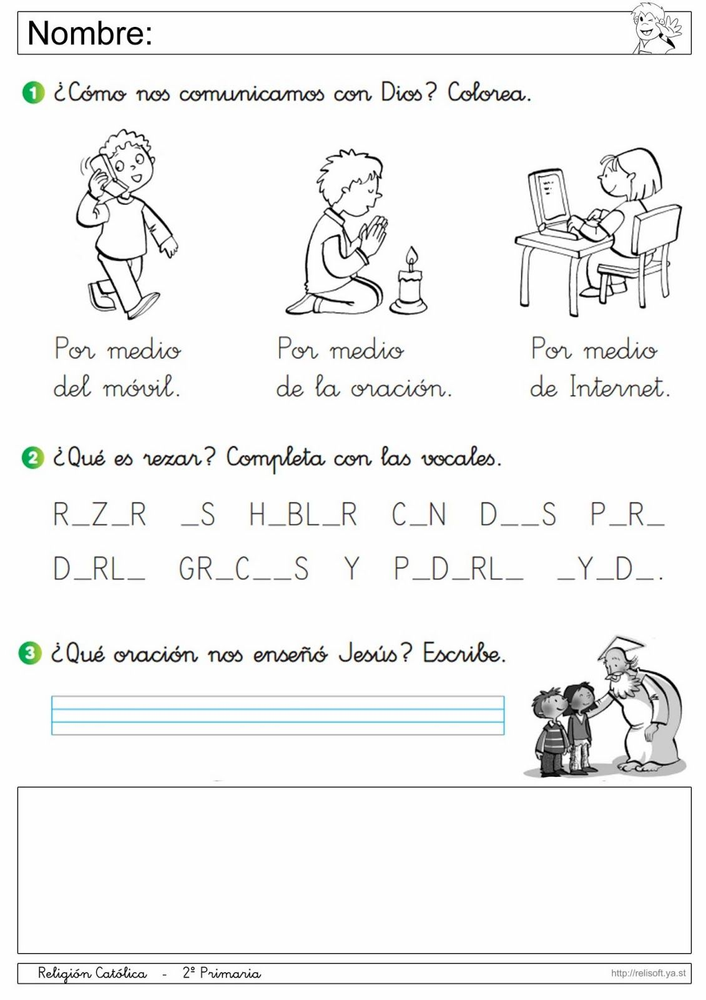 Nombre:
1 ¿Cómo nos comunicamos con Dios? Colorea.
Por medio
del móvil.
Por medio
de la oración.
Por medio
de Internet.
2 ¿Qué es rezar? Completa con las vocales.
R_Z_R _S H_BL_R C_N D__S P_R_
D_RL_ GR_C__S Y P_D_RL_ _Y_D_.
3 ¿Qué oración nos enseñó Jesús? Escribe.
Religión Católica - 2º Primaria
http://relisoft.ya.st